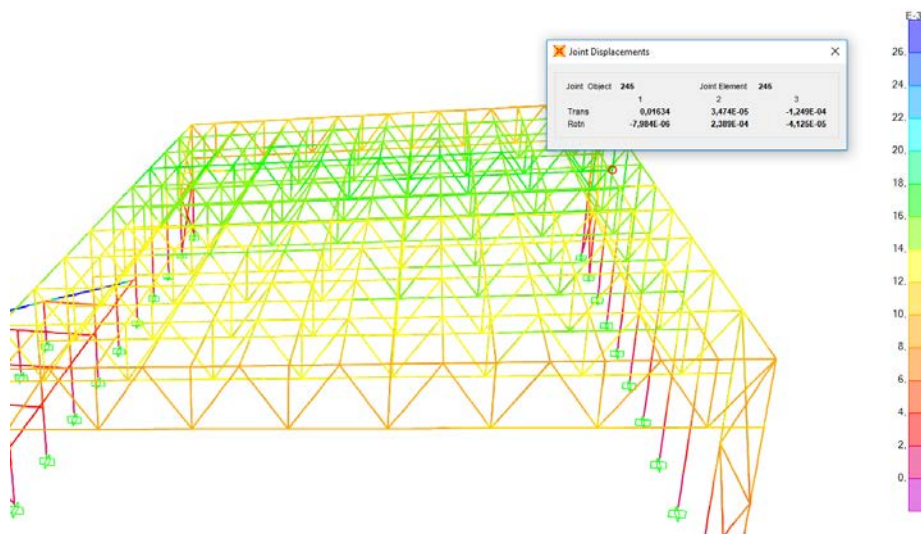 E-3
Joint Displacements
Joint Object 245 Joint Element 245
1 2 3
Trans 0,01634 3,474E-05 -1,249E-04
Rotn -7,984E-06 2,389E-04 -4,125E-05
26,
24,
22,
20,
18,
16,
14,
12,
10,
8,
6,
4,
2,
0,